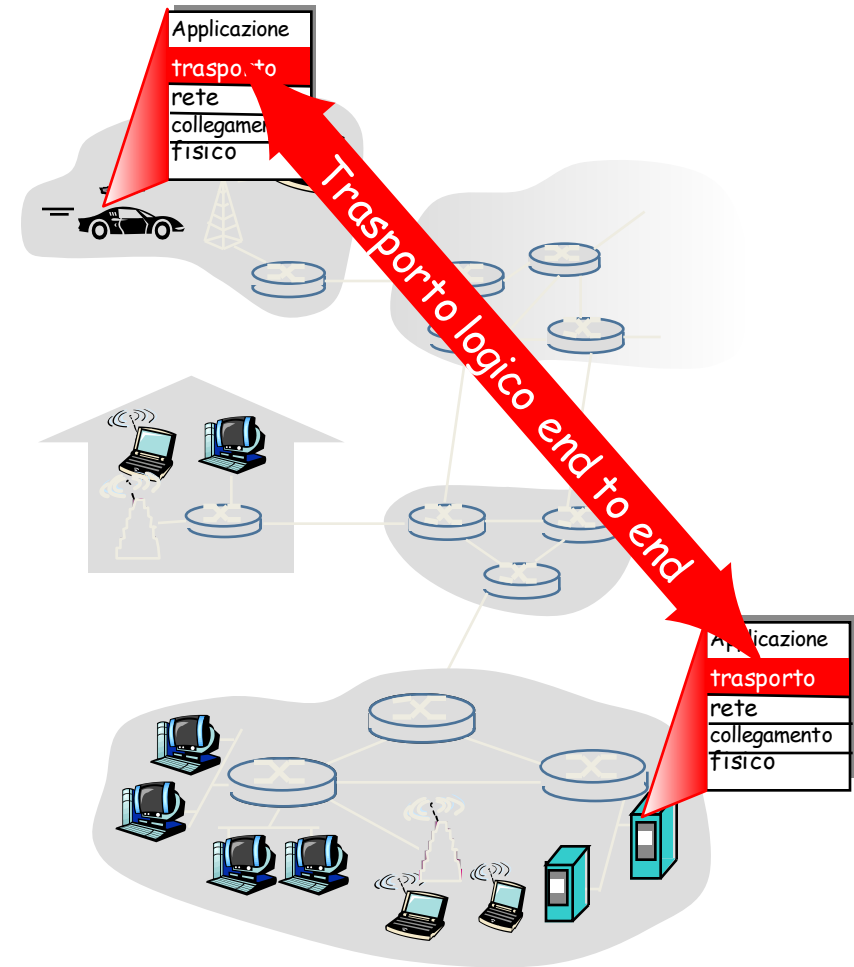 Applicazione
trasporto
rete
collegamento
fisico
Trasporto logico end to end
Applicazione
trasporto
rete
collegamento
fisico